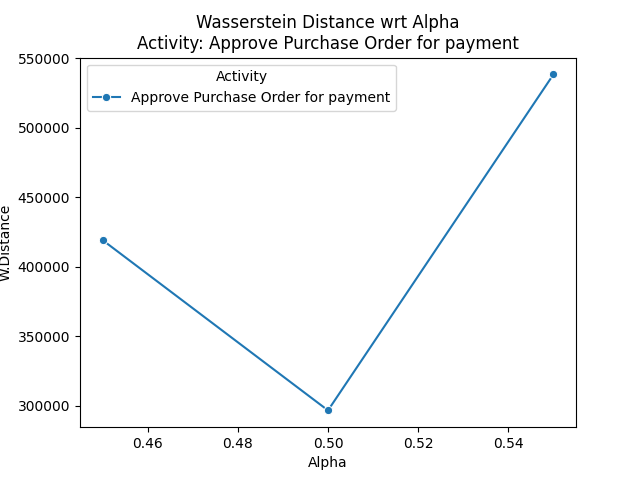 Wasserstein Distance wrt Alpha
Activity: Approve Purchase Order for payment
Activity
Approve Purchase Order for payment
W.Distance
550000
500000
450000
400000
350000
300000
0.46
0.48
0.50
0.52
0.54
Alpha